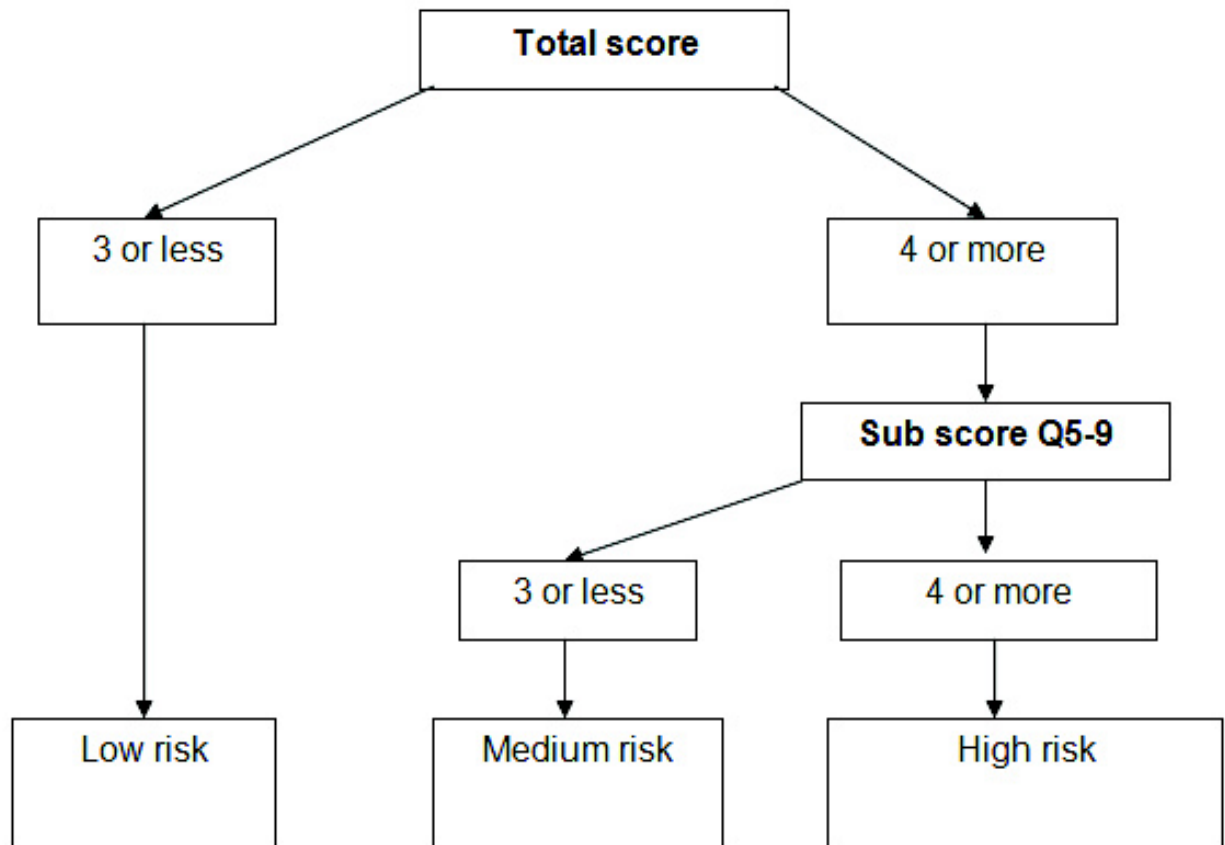 Total score
3 or less
4 or more
Sub score Q5-9
3 or less
4 or more
Low risk
Medium risk
High risk